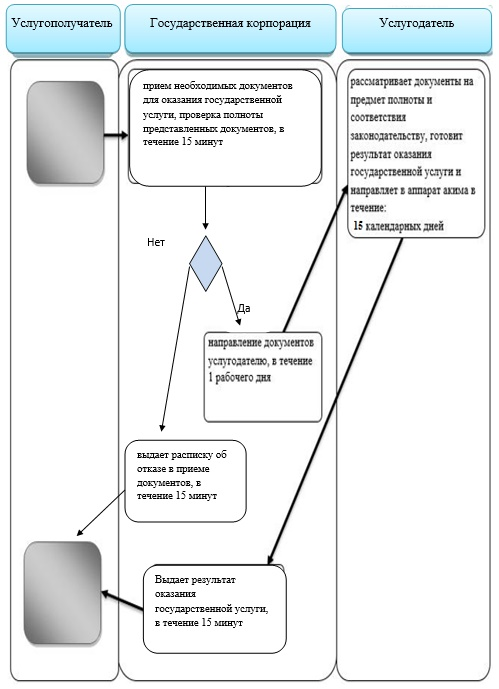 Услугополучатель
Государственная корпорация
Услугодатель
прием необходимых документов
для оказания государственной
услуги, проверка полноты
представленных документов, в
течение 15 минут
рассматривает документы на
предмет полноты и
соответствия
законодательству, готовит
результат оказания
государственной услуги и
направляет в аппарат акима в
течение:
15 календарных дней
Нет
Да
направление документов
услугодателю, в течение
1 рабочего дня
выдает расписку об
отказе в приеме
документов, в
течение 15 минут
Выдает результат
оказания
государственной услуги,
в течение 15 минут